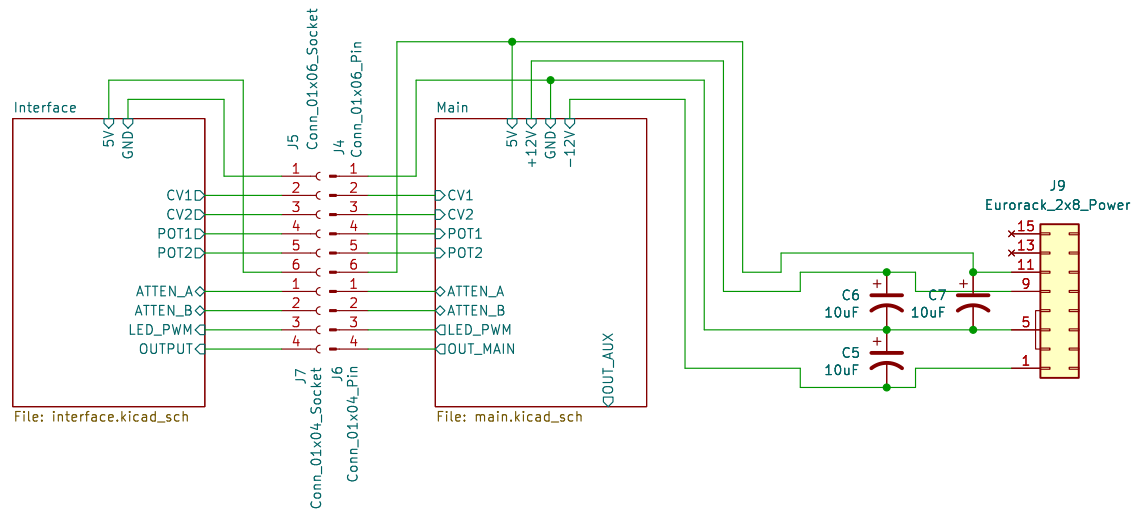 Interface
5V
GND
CV1
CV2
POT1
POT2
ATTEN_A
ATTEN_B
LED_PWM
OUTPUT
File: interface.kicad_sch
J5
Conn_01x06_Socket
1
2
3
4
5
6
J4
Conn_01x06_Pin
1
2
3
4
5
6
1
2
3
4
J7
Conn_01x04_Socket
1
2
3
4
J6
Conn_01x04_Pin
Main
5V
+12V
GND
-12V
CV1
CV2
POT1
POT2
ATTEN_A
ATTEN_B
LED_PWM
OUT_MAIN
OUT_AUX
File: main.kicad_sch
+
C6
10uF
+
C7
10uF
+
C5
10uF
J9
Eurorack_2x8_Power
15
13
11
9
5
1